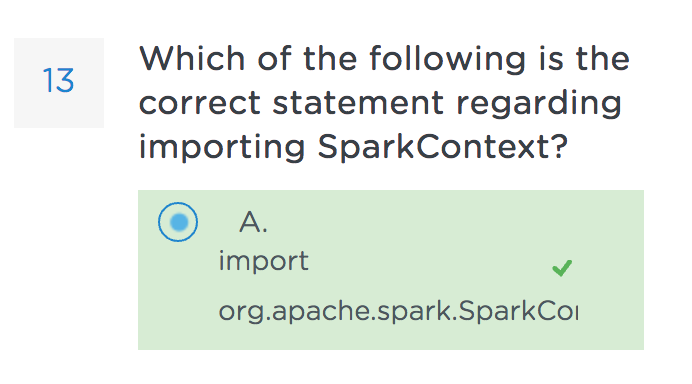 13
Which of the following is the
correct statement regarding
importing SparkContext?
A.
import
org.apache.spark.SparkCo